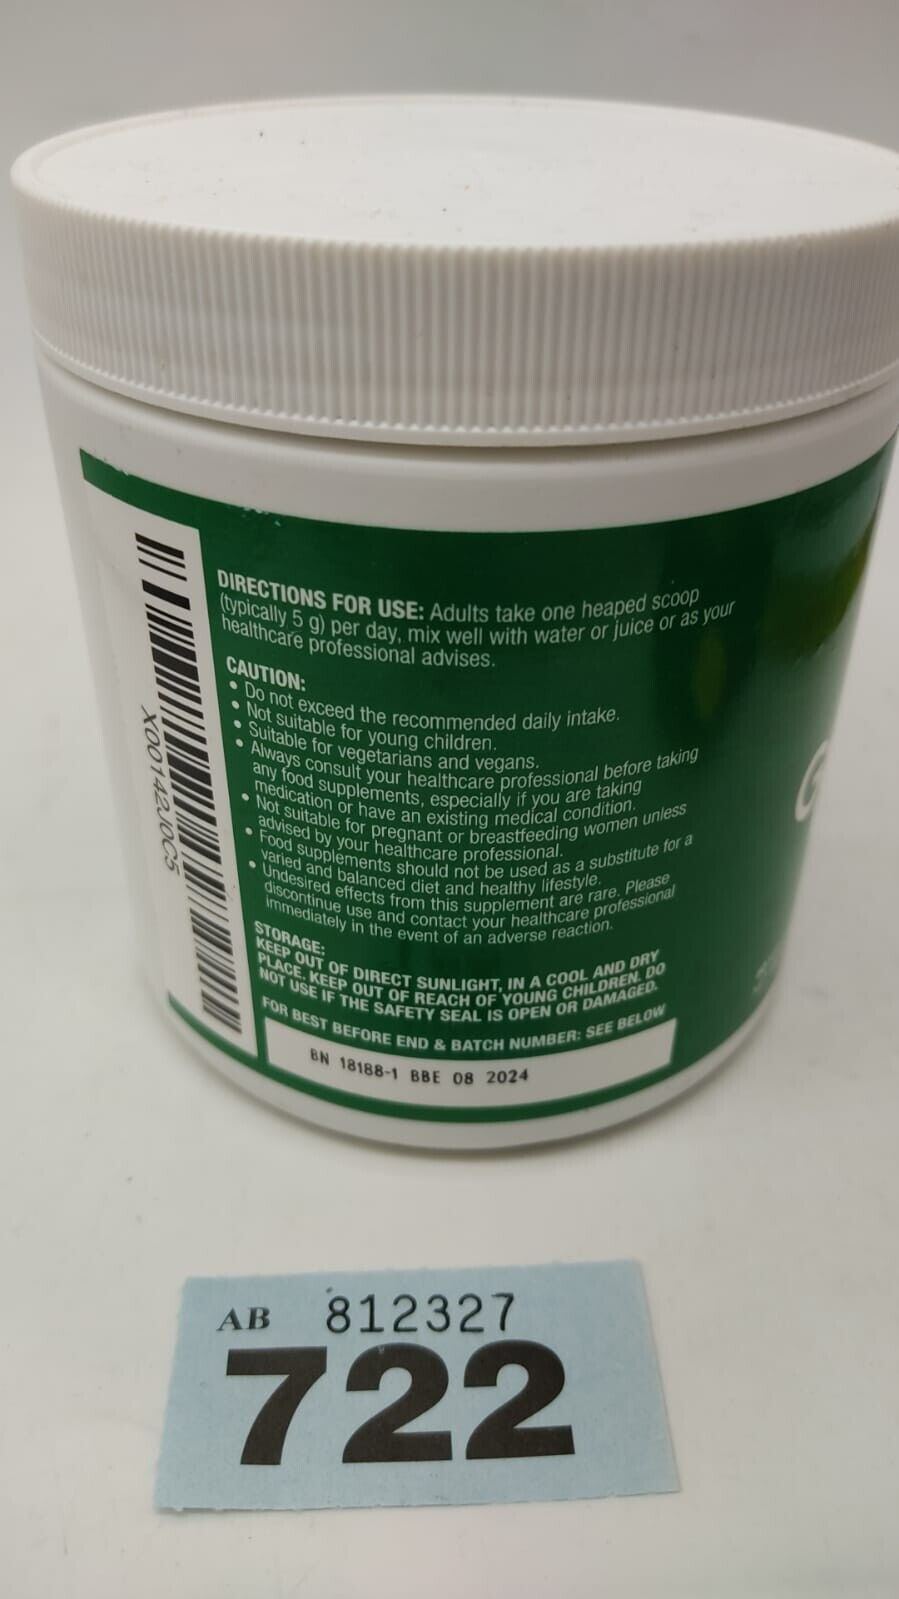 DIRECTIONS FOR USE: Adults take one heaped scoop
(typically 5 g) per day, mix well with water or juice or as your
healthcare professional advises.
CAUTION:
• Do not exceed the recommended daily intake.
• Not suitable for young children.
• Suitable for vegetarians and vegans.
• Always consult your healthcare professional before taking
any food supplements, especially if you are taking
medication or have an existing medical condition.
• Not suitable for pregnant or breastfeeding women unless
advised by your healthcare professional.
• Food supplements should not be used as a substitute for a
varied and balanced diet and healthy lifestyle.
• Undesired effects from this supplement are rare. Please
discontinue use and contact your healthcare professional
immediately in the event of an adverse reaction.
STORAGE:
KEEP OUT OF DIRECT SUNLIGHT, IN A COOL AND DRY
PLACE. KEEP OUT OF REACH OF YOUNG CHILDREN. DO
NOT USE IF THE SAFETY SEAL IS OPEN OR DAMAGED.
FOR BEST BEFORE END & BATCH NUMBER: SEE BELOW
BN 18188-1 BBE 08 2024
X00142J0C5
AB 812327
722